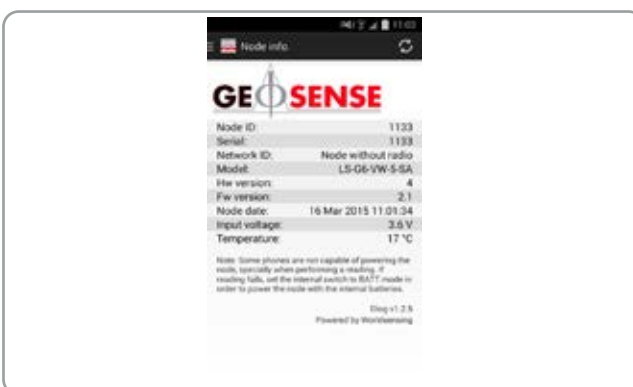 11:03
Node info.
GEOSENSE
Node ID: 1133
Serial: 1133
Network ID: Node without radio
Model: LS-G6-VW-5-SA
Hw version: 4
Fw version: 2.1
Node date: 16 Mar 2015 11:01:34
Input voltage: 3.6 V
Temperature: 17 °C
Note: Some phones are not capable of powering the
node, specially when performing a reading. If
reading fails, set the internal switch to BATT mode in
order to power the node with the internal batteries.
Dlog v1.2.5
Powered by Worldsensing